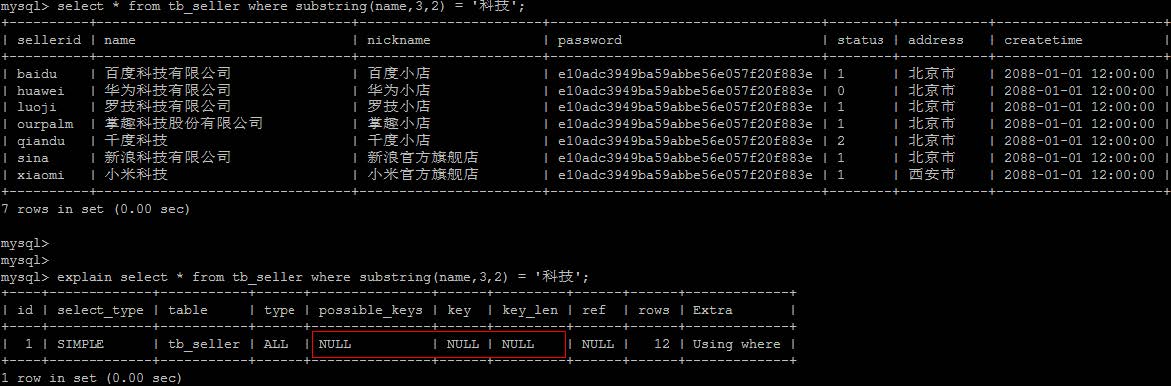 mysql> select * from tb_seller where substring(name,3,2) = '科技';
+----------+--------------------------+--------------------+----------------------------------+--------+----------+---------------------+
| sellerid | name | nickname | password | status | address | createtime |
+----------+--------------------------+--------------------+----------------------------------+--------+----------+---------------------+
| baidu | 百度科技有限公司 | 百度小店 | e10adc3949ba59abbe56e057f20f883e | 1 | 北京市 | 2088-01-01 12:00:00 |
| huawei | 华为科技有限公司 | 华为小店 | e10adc3949ba59abbe56e057f20f883e | 0 | 北京市 | 2088-01-01 12:00:00 |
| luoji | 罗技科技有限公司 | 罗技小店 | e10adc3949ba59abbe56e057f20f883e | 1 | 北京市 | 2088-01-01 12:00:00 |
| ourpalm | 掌趣科技股份有限公司 | 掌趣小店 | e10adc3949ba59abbe56e057f20f883e | 1 | 北京市 | 2088-01-01 12:00:00 |
| qiandu | 千度科技 | 千度小店 | e10adc3949ba59abbe56e057f20f883e | 2 | 北京市 | 2088-01-01 12:00:00 |
| sina | 新浪科技有限公司 | 新浪官方旗舰店 | e10adc3949ba59abbe56e057f20f883e | 1 | 北京市 | 2088-01-01 12:00:00 |
| xiaomi | 小米科技 | 小米官方旗舰店 | e10adc3949ba59abbe56e057f20f883e | 1 | 西安市 | 2088-01-01 12:00:00 |
+----------+--------------------------+--------------------+----------------------------------+--------+----------+---------------------+
7 rows in set (0.00 sec)
mysql>
mysql>
mysql> explain select * from tb_seller where substring(name,3,2) = '科技';
+----+-------------+-----------+------+---------------+------+---------+------+------+-------------+
| id | select_type | table | type | possible_keys | key | key_len | ref | rows | Extra |
+----+-------------+-----------+------+---------------+------+---------+------+------+-------------+
| 1 | SIMPLE | tb_seller | ALL | NULL | NULL | NULL | NULL | 12 | Using where |
+----+-------------+-----------+------+---------------+------+---------+------+------+-------------+
1 row in set (0.00 sec)